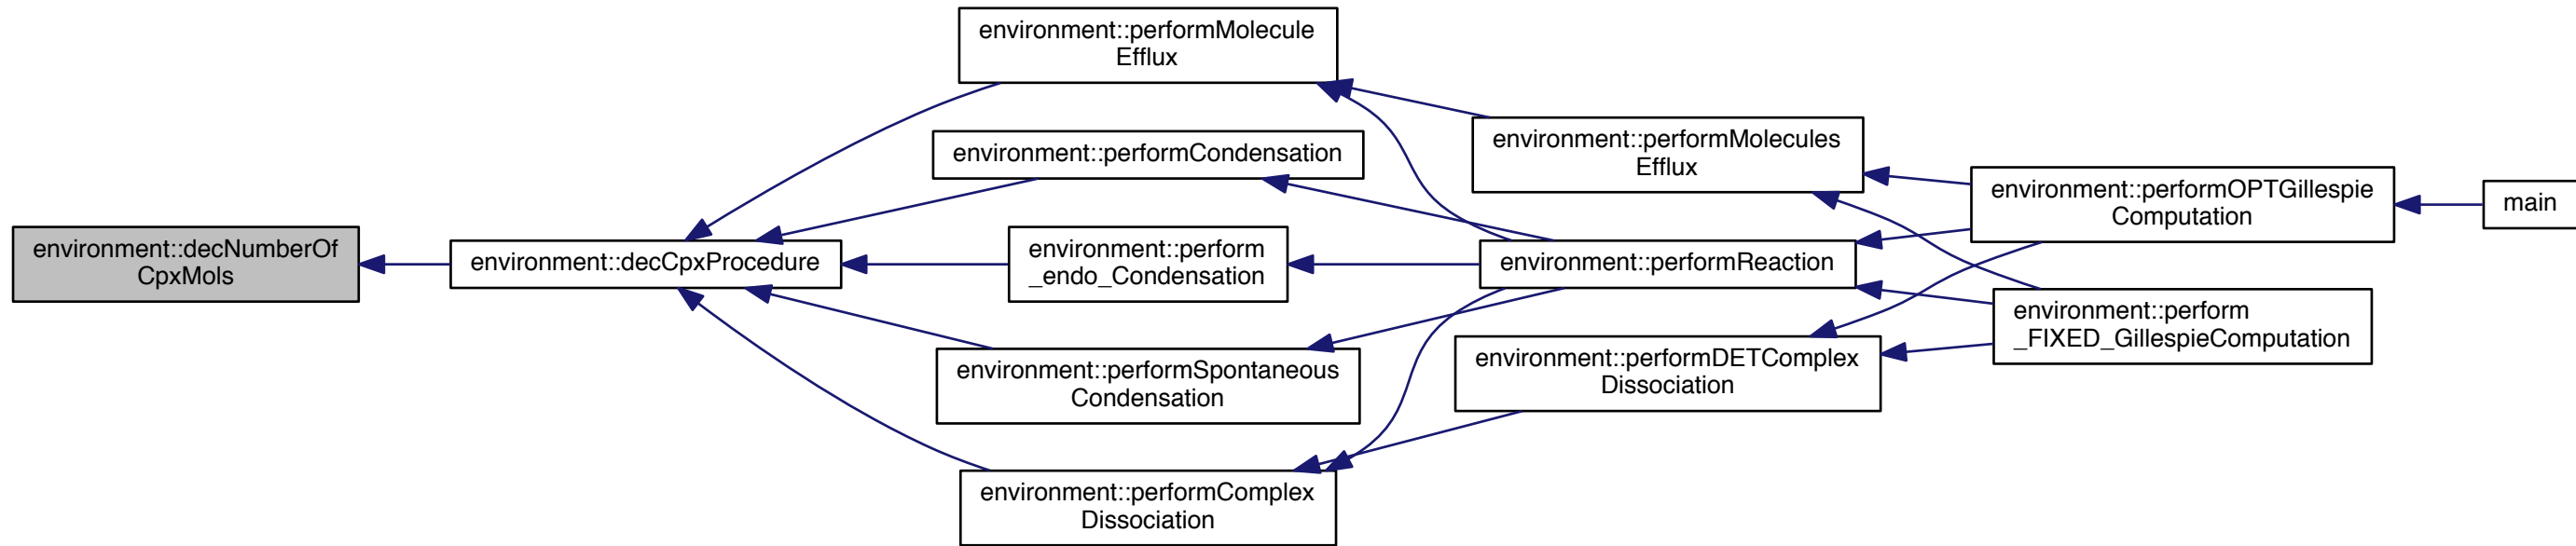 environment::decNumberOf
CpxMols
environment::decCpxProcedure
environment::performMolecule
Efflux
environment::performCondensation
environment::perform
_endo_Condensation
environment::performSpontaneous
Condensation
environment::performComplex
Dissociation
environment::performMolecules
Efflux
environment::performReaction
environment::performDETComplex
Dissociation
environment::performOPTGillespie
Computation
environment::perform
_FIXED_GillespieComputation
main